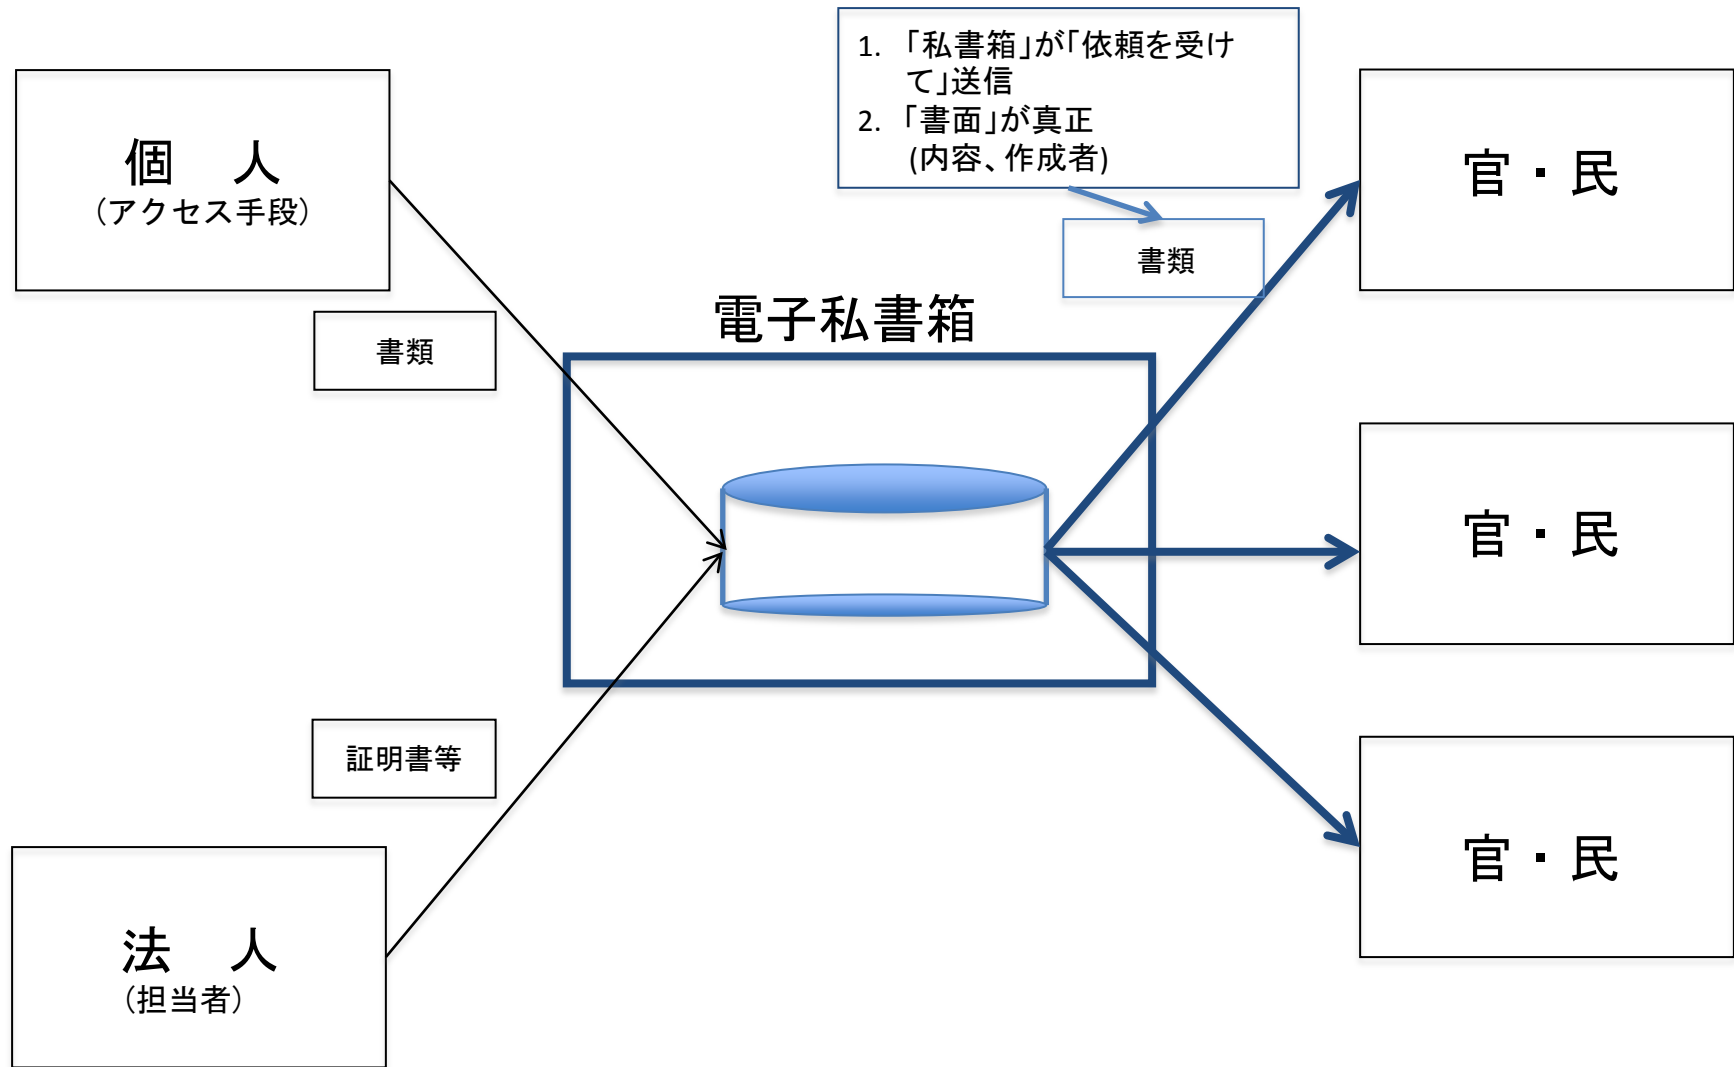 1. 「私書箱」が「依頼を受け
て」送信
2. 「書面」が真正
(内容、作成者)
個　人
（アクセス手段）
官・民
書類
電子私書箱
書類
官・民
証明書等
官・民
法　人
（担当者）